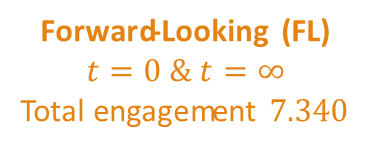 Forward-Looking (FL)
t = 0 & t = ∞
Total engagement 7.340